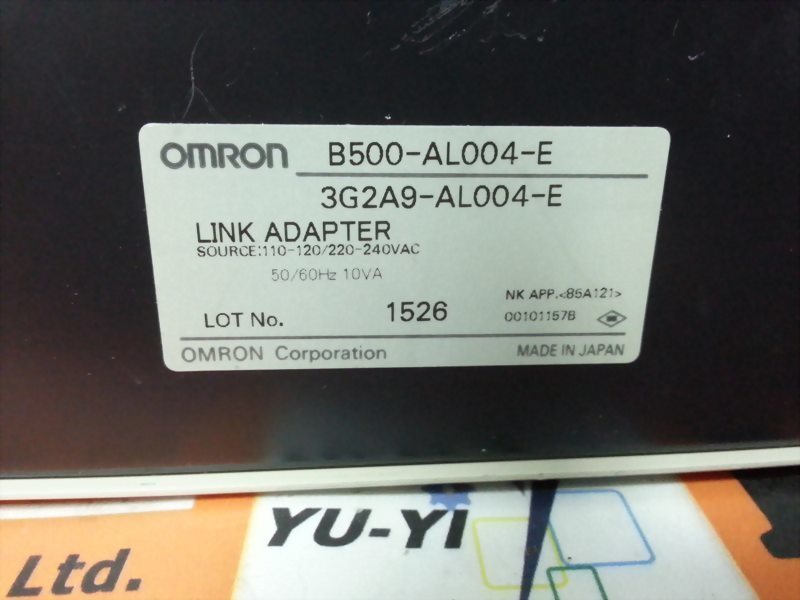 OMRON B500-AL004-E
3G2A9-AL004-E
LINK ADAPTER
SOURCE:110-120/220-240VAC
50/60Hz 10VA
NK APP.<85A121>
LOT No. 1526 00101157B
OMRON Corporation MADE IN JAPAN
YU-YI
Ltd.